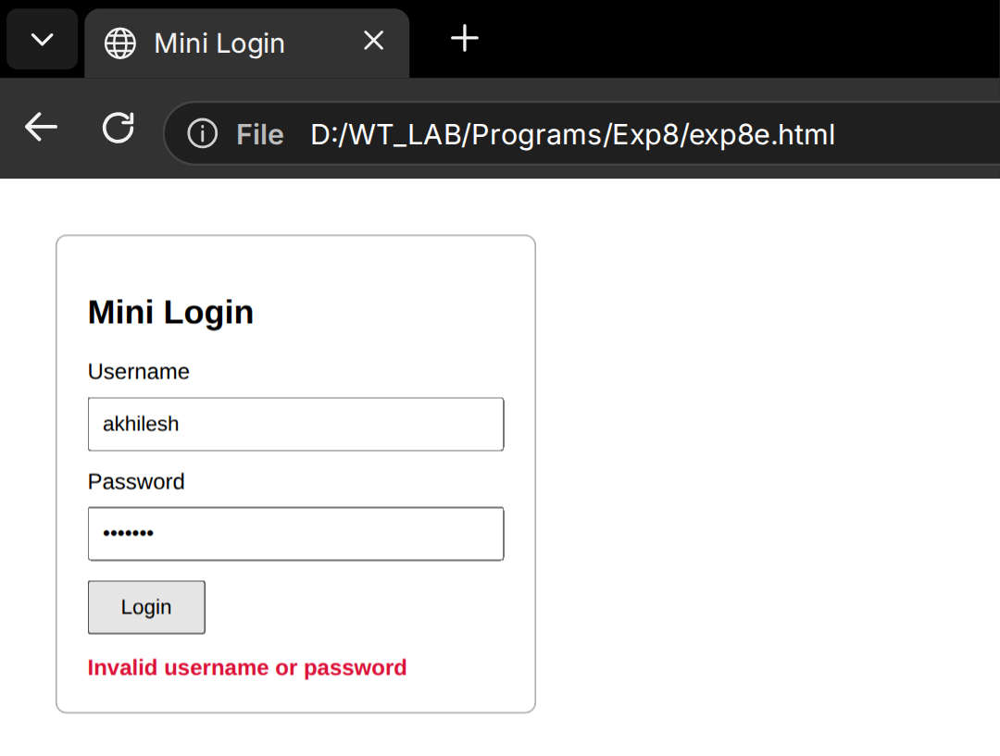 Mini Login
File D:/WT_LAB/Programs/Exp8/exp8e.html
Mini Login
Username
akhilesh
Password
•••••••
Login
Invalid username or password